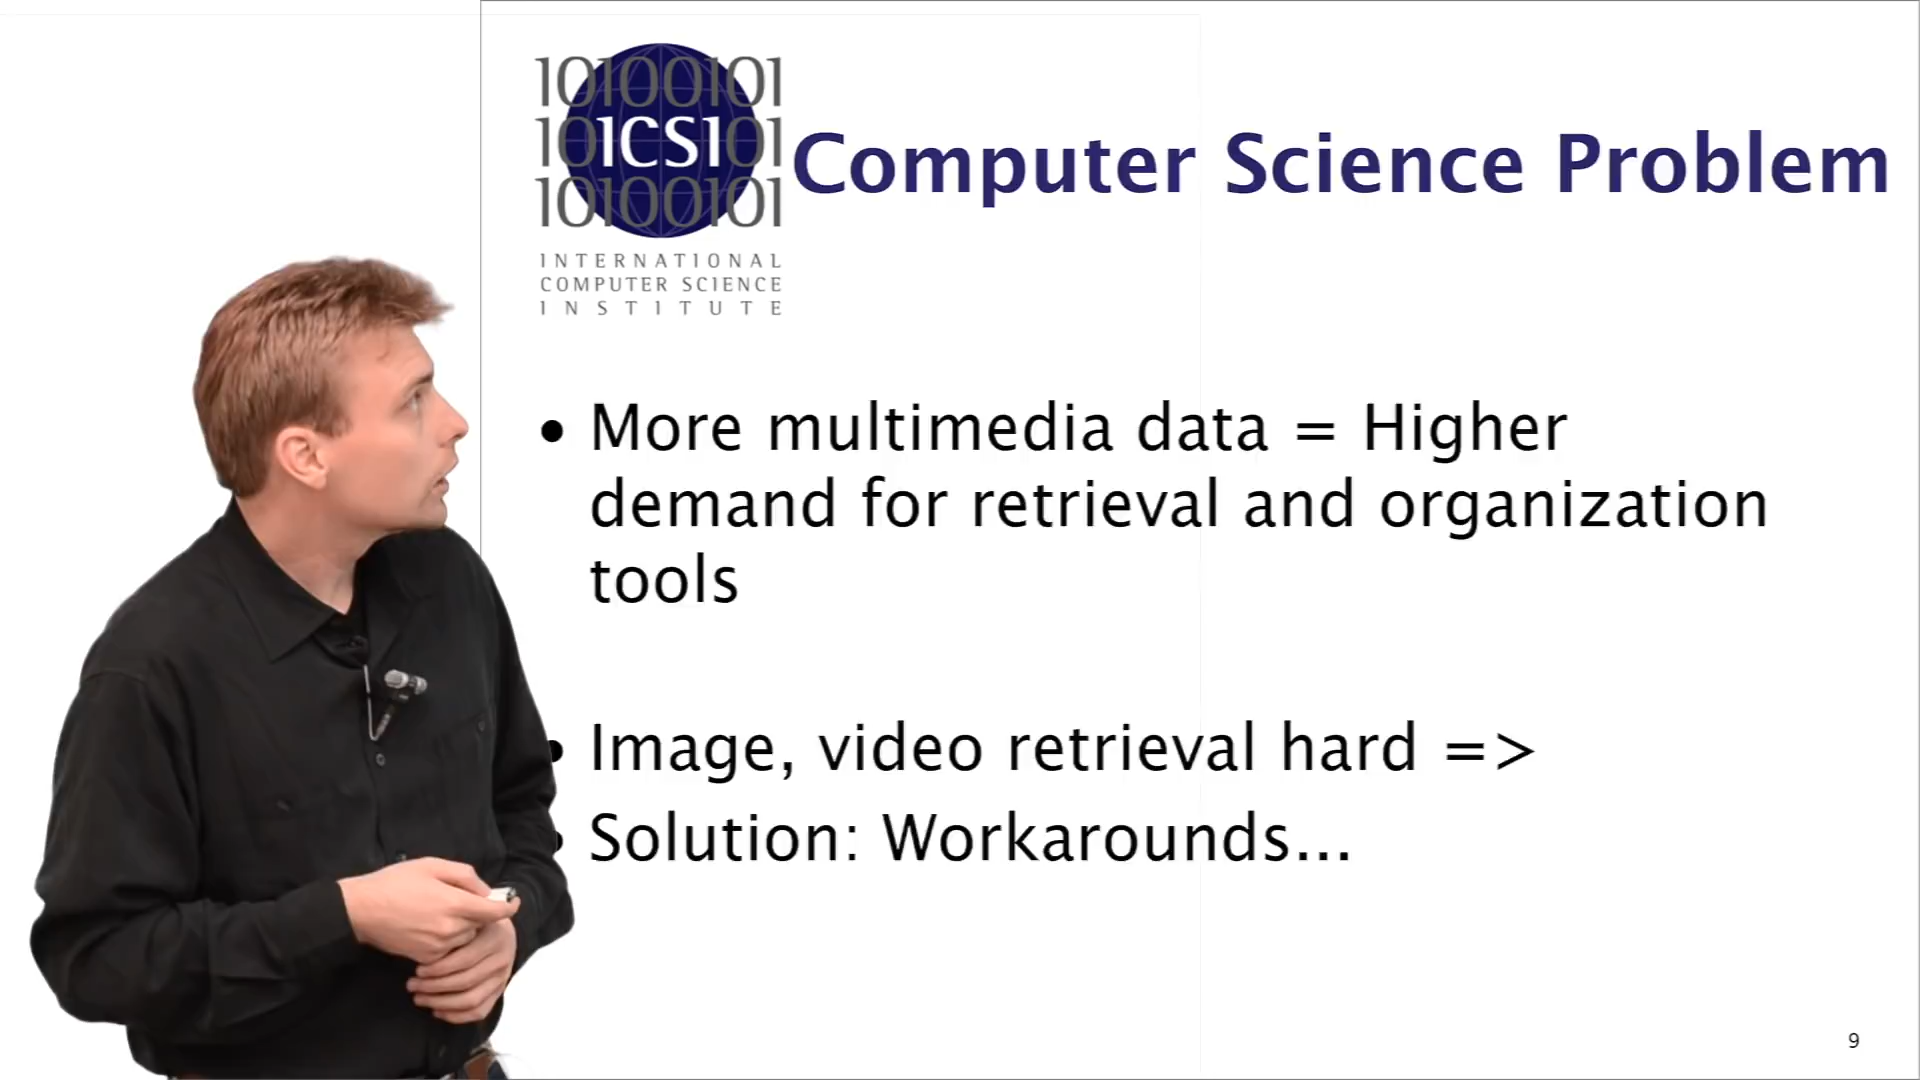 10100101
10ICSI01
10100101
INTERNATIONAL
COMPUTER SCIENCE
INSTITUTE
Computer Science Problem
• More multimedia data = Higher
demand for retrieval and organization
tools
• Image, video retrieval hard =>
• Solution: Workarounds...
9